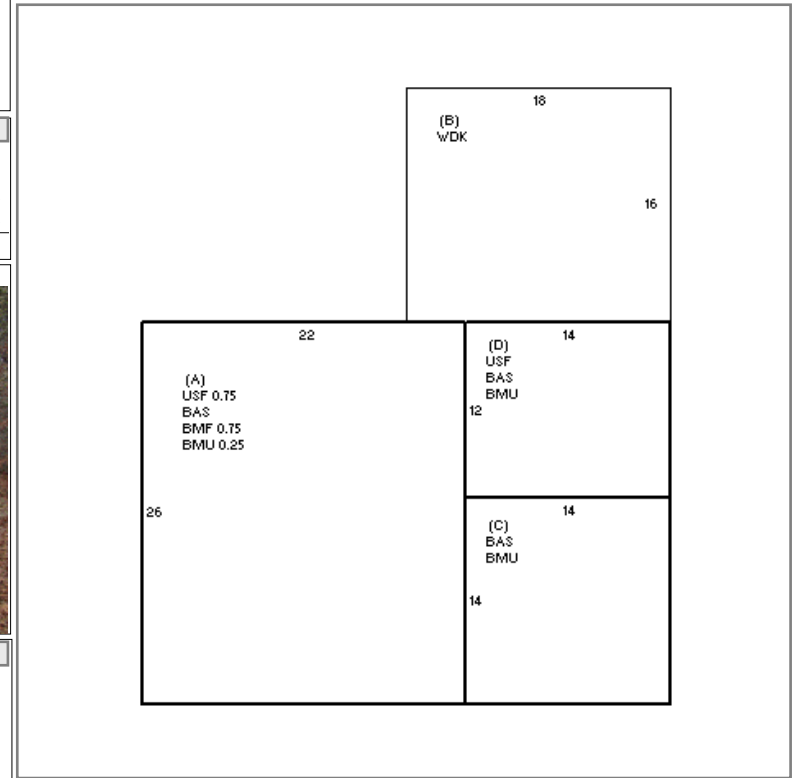 18
(B)
WDK
16
22
14
(D)
USF
BAS
BMU
12
(A)
USF 0.75
BAS
BMF 0.75
BMU 0.25
26
14
(C)
BAS
BMU
14